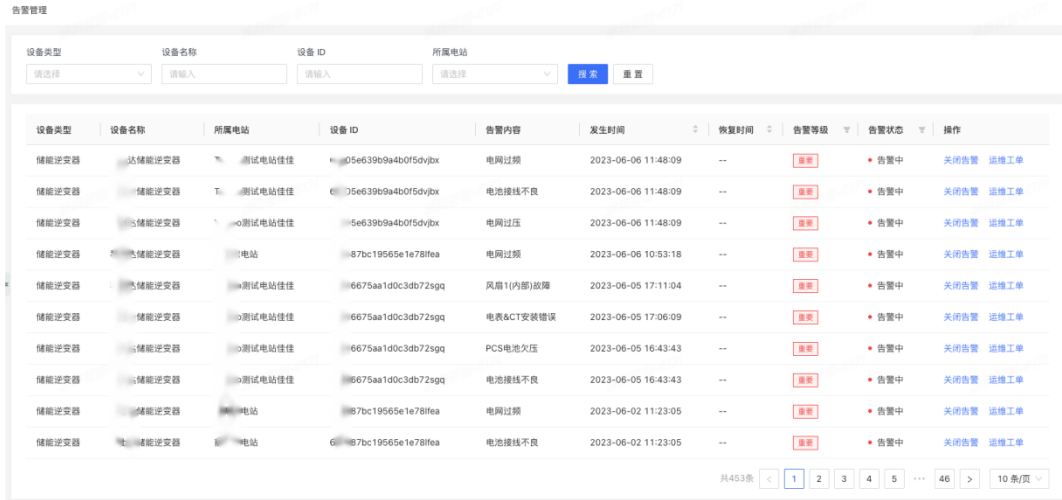 告警管理
设备类型 设备名称 设备 ID 所属电站
请选择 请输入 请输入 请选择 搜 索 重 置
设备类型 设备名称 所属电站 设备 ID 告警内容 发生时间 恢复时间 告警等级 告警状态 操作
储能逆变器 达储能逆变器 测试电站佳佳 05e639b9a4b0f5dvjbx 电网过频 2023-06-06 11:48:09 -- 重要 告警中 关闭告警 运维工单
储能逆变器 储能逆变器 测试电站佳佳 05e639b9a4b0f5dvjbx 电池接线不良 2023-06-06 11:48:09 -- 重要 告警中 关闭告警 运维工单
储能逆变器 储能逆变器 o测试电站佳佳 5e639b9a4b0f5dvjbx 电网过压 2023-06-06 11:48:09 -- 重要 告警中 关闭告警 运维工单
储能逆变器 储能逆变器 电站 87bc19565e1e78lfea 电网过频 2023-06-06 10:53:18 -- 重要 告警中 关闭告警 运维工单
储能逆变器 储能逆变器 测试电站佳佳 6675aa1d0c3db72sgq 风扇1(内部)故障 2023-06-05 17:11:04 -- 重要 告警中 关闭告警 运维工单
储能逆变器 储能逆变器 o测试电站佳佳 6675aa1d0c3db72sgq 电表&CT安装错误 2023-06-05 17:06:09 -- 重要 告警中 关闭告警 运维工单
储能逆变器 储能逆变器 o测试电站佳佳 6675aa1d0c3db72sgq PCS电池欠压 2023-06-05 16:43:43 -- 重要 告警中 关闭告警 运维工单
储能逆变器 储能逆变器 o测试电站佳佳 6675aa1d0c3db72sgq 电池接线不良 2023-06-05 16:43:43 -- 重要 告警中 关闭告警 运维工单
储能逆变器 储能逆变器 电站 87bc19565e1e78lfea 电网过频 2023-06-02 11:23:05 -- 重要 告警中 关闭告警 运维工单
储能逆变器 储能逆变器 电站 87bc19565e1e78lfea 电池接线不良 2023-06-02 11:23:05 -- 重要 告警中 关闭告警 运维工单
共453条 < 1 2 3 4 5 ••• 46 > 10 条/页